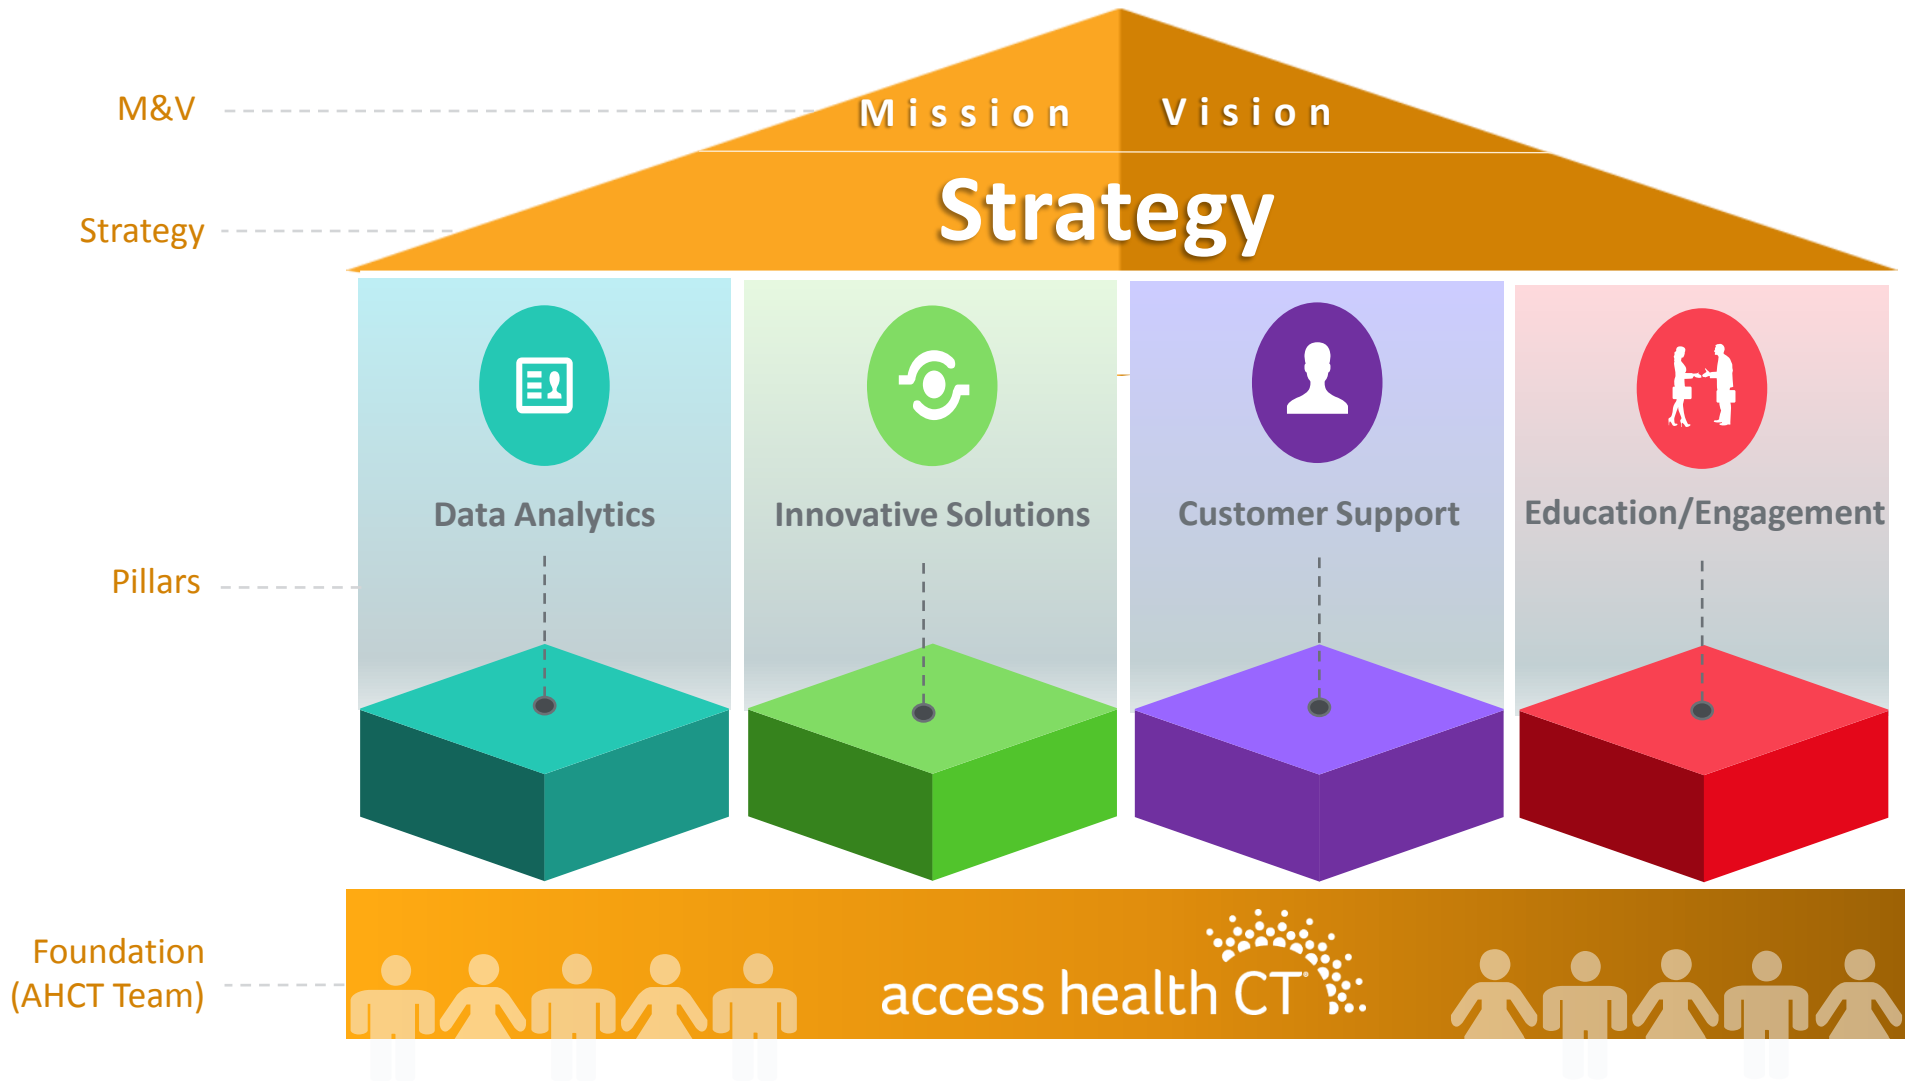 M&V
Mission Vision
Strategy
Strategy
Data Analytics
Innovative Solutions
Customer Support
Education/Engagement
Pillars
Foundation
(AHCT Team)
access health CT®